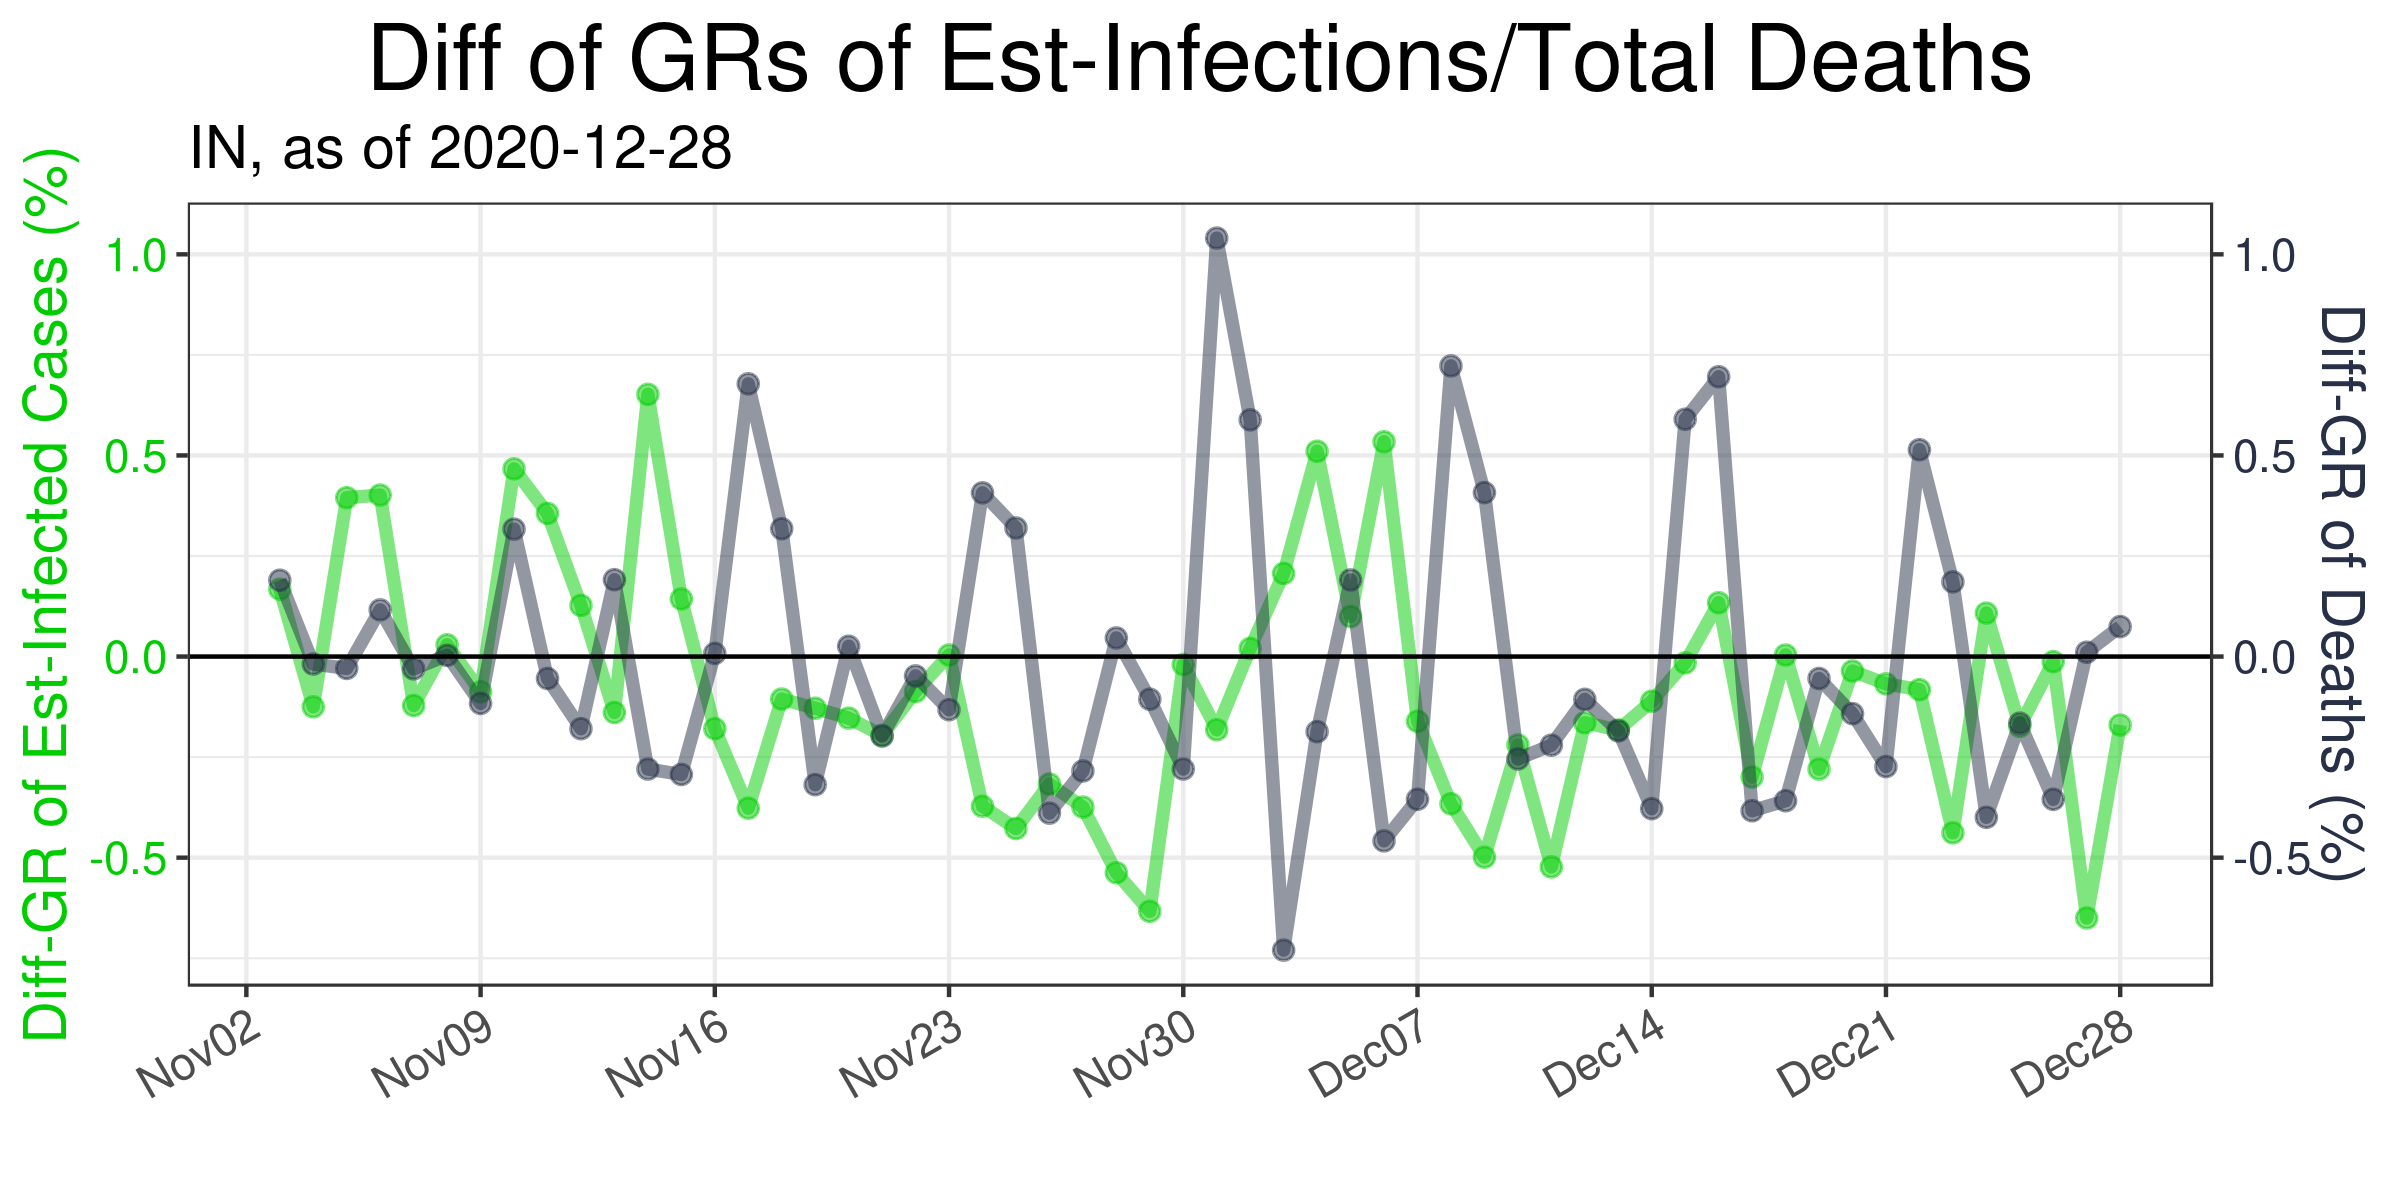 Diff of GRs of Est-Infections/Total Deaths
IN, as of 2020-12-28
Diff-GR of Est-Infected Cases (%)
1.0
0.5
0.0
-0.5
1.0
0.5
0.0
-0.5
Diff-GR of Deaths (%)
Nov02
Nov09
Nov16
Nov23
Nov30
Dec07
Dec14
Dec21
Dec28